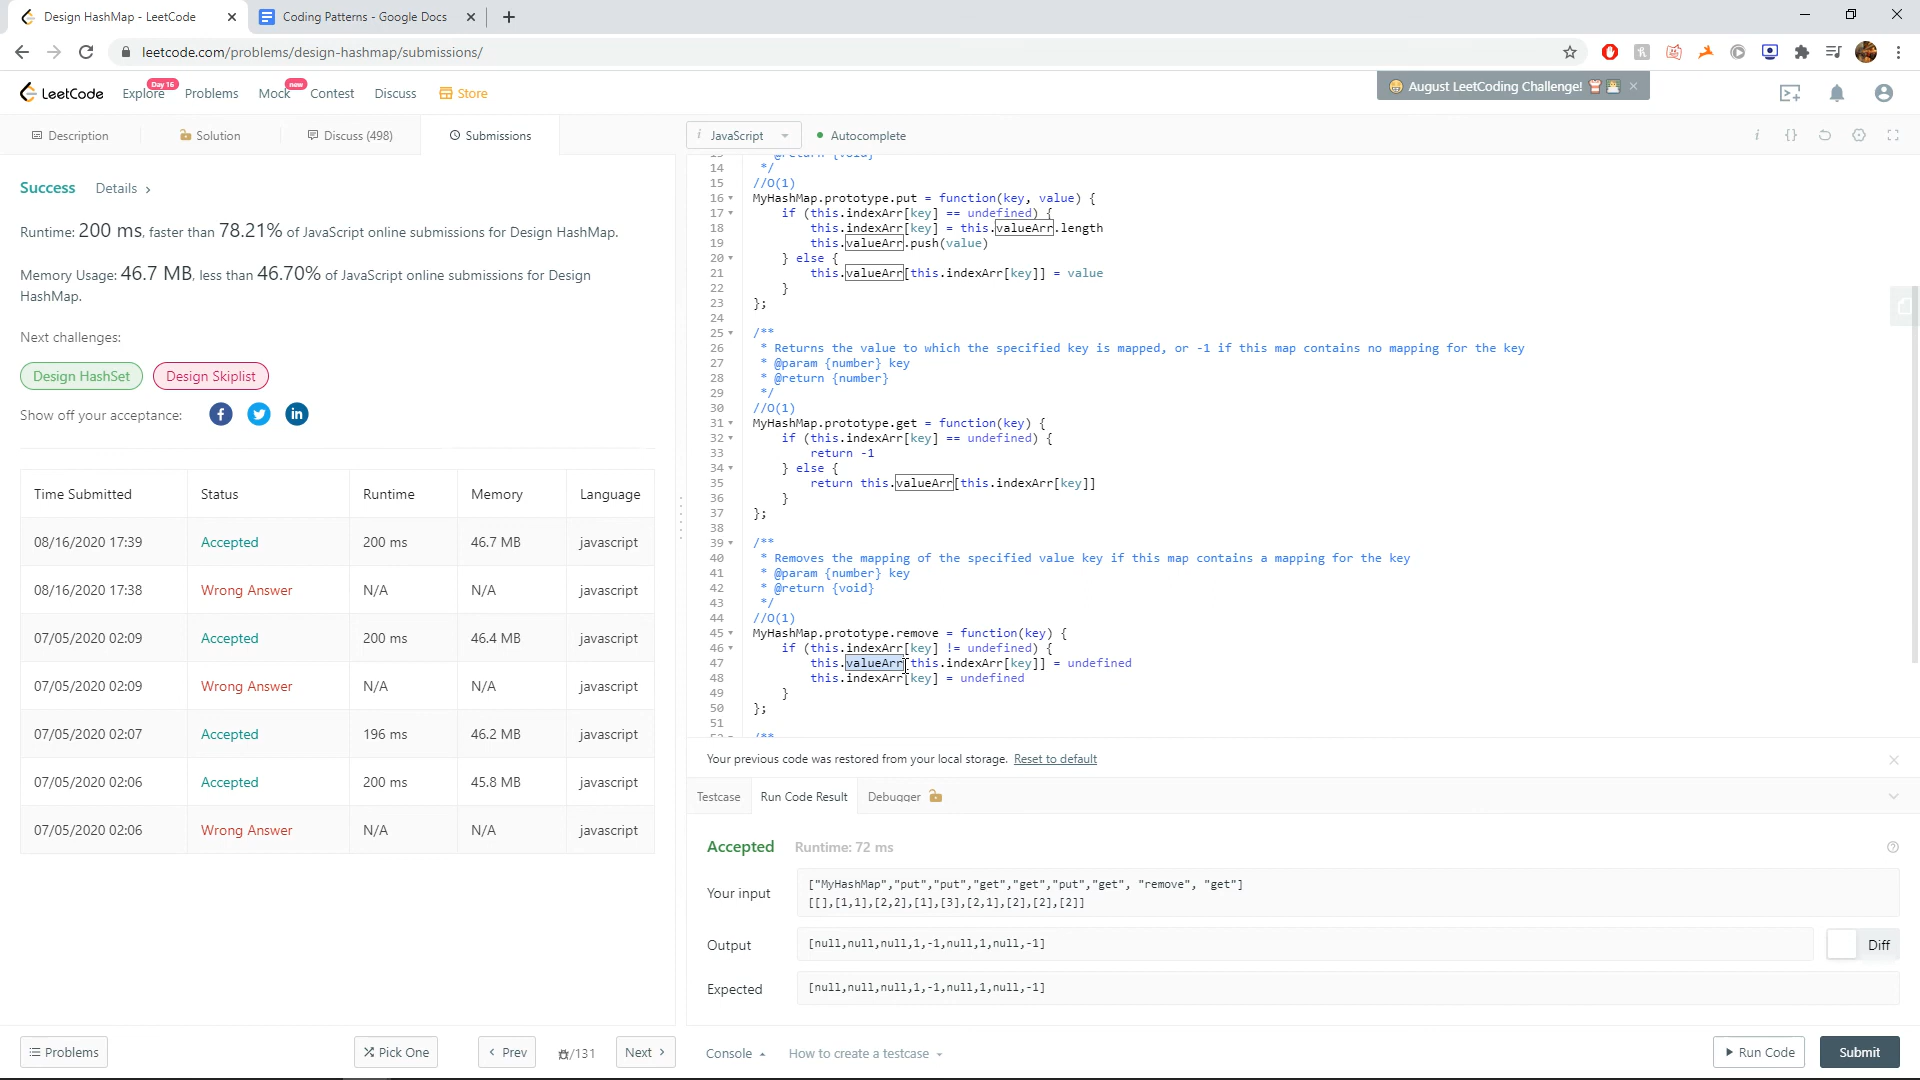 Design HashMap - LeetCode
Coding Patterns - Google Docs
leetcode.com/problems/design-hashmap/submissions/
LeetCode
Explore
Day 16
Problems
Mock
new
Contest
Discuss
Store
August LeetCoding Challenge!
Description
Solution
Discuss (498)
Submissions
i JavaScript
Autocomplete
Success
Details
Runtime: 200 ms, faster than 78.21% of JavaScript online submissions for Design HashMap.
Memory Usage: 46.7 MB, less than 46.70% of JavaScript online submissions for Design
HashMap.
Next challenges:
Design HashSet
Design Skiplist
Show off your acceptance:
Time Submitted Status Runtime Memory Language
08/16/2020 17:39 Accepted 200 ms 46.7 MB javascript
08/16/2020 17:38 Wrong Answer N/A N/A javascript
07/05/2020 02:09 Accepted 200 ms 46.4 MB javascript
07/05/2020 02:09 Wrong Answer N/A N/A javascript
07/05/2020 02:07 Accepted 196 ms 46.2 MB javascript
07/05/2020 02:06 Accepted 200 ms 45.8 MB javascript
07/05/2020 02:06 Wrong Answer N/A N/A javascript
13 * @return {void}
14 */
15 //O(1)
16 MyHashMap.prototype.put = function(key, value) {
17 if (this.indexArr[key] == undefined) {
18 this.indexArr[key] = this.valueArr.length
19 this.valueArr.push(value)
20 } else {
21 this.valueArr[this.indexArr[key]] = value
22 }
23 };
24
25 /**
26 * Returns the value to which the specified key is mapped, or -1 if this map contains no mapping for the key
27 * @param {number} key
28 * @return {number}
29 */
30 //O(1)
31 MyHashMap.prototype.get = function(key) {
32 if (this.indexArr[key] == undefined) {
33 return -1
34 } else {
35 return this.valueArr[this.indexArr[key]]
36 }
37 };
38
39 /**
40 * Removes the mapping of the specified value key if this map contains a mapping for the key
41 * @param {number} key
42 * @return {void}
43 */
44 //O(1)
45 MyHashMap.prototype.remove = function(key) {
46 if (this.indexArr[key] != undefined) {
47 this.valueArr[this.indexArr[key]] = undefined
48 this.indexArr[key] = undefined
49 }
50 };
51
52 /**
Your previous code was restored from your local storage. Reset to default
Testcase
Run Code Result
Debugger
Accepted
Runtime: 72 ms
Your input
["MyHashMap","put","put","get","get","put","get", "remove", "get"]
[[],[1,1],[2,2],[1],[3],[2,1],[2],[2],[2]]
Output
[null,null,null,1,-1,null,1,null,-1]
Diff
Expected
[null,null,null,1,-1,null,1,null,-1]
Problems
Pick One
Prev
/131
Next
Console
How to create a testcase
Run Code
Submit